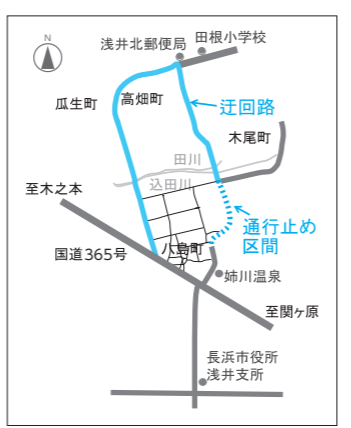 N
浅井北郵便局
田根小学校
瓜生町
高畑町
迂回路
木尾町
田川
込田川
至木之本
通行止め
区間
国道365号
八島町
姉川温泉
至関ヶ原
長浜市役所
浅井支所